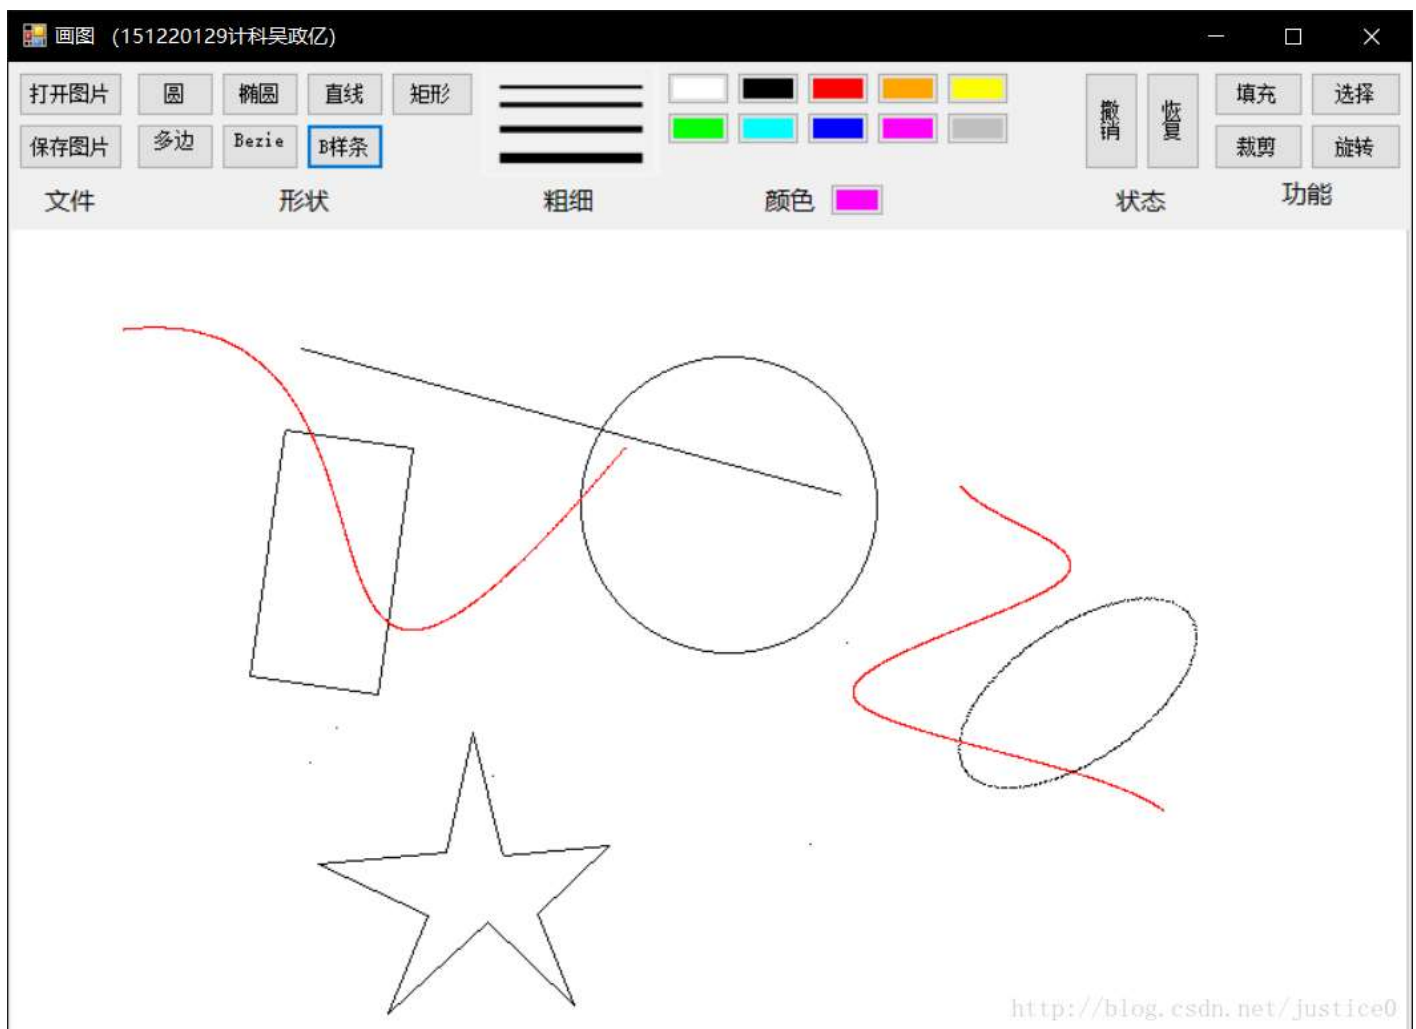 画图 (151220129计科吴政亿)
打开图片 圆 椭圆 直线 矩形 撤销 恢复 填充 选择
保存图片 多边 Bezie B样条 裁剪 旋转
文件 形状 粗细 颜色 状态 功能
http://blog.csdn.net/justice0